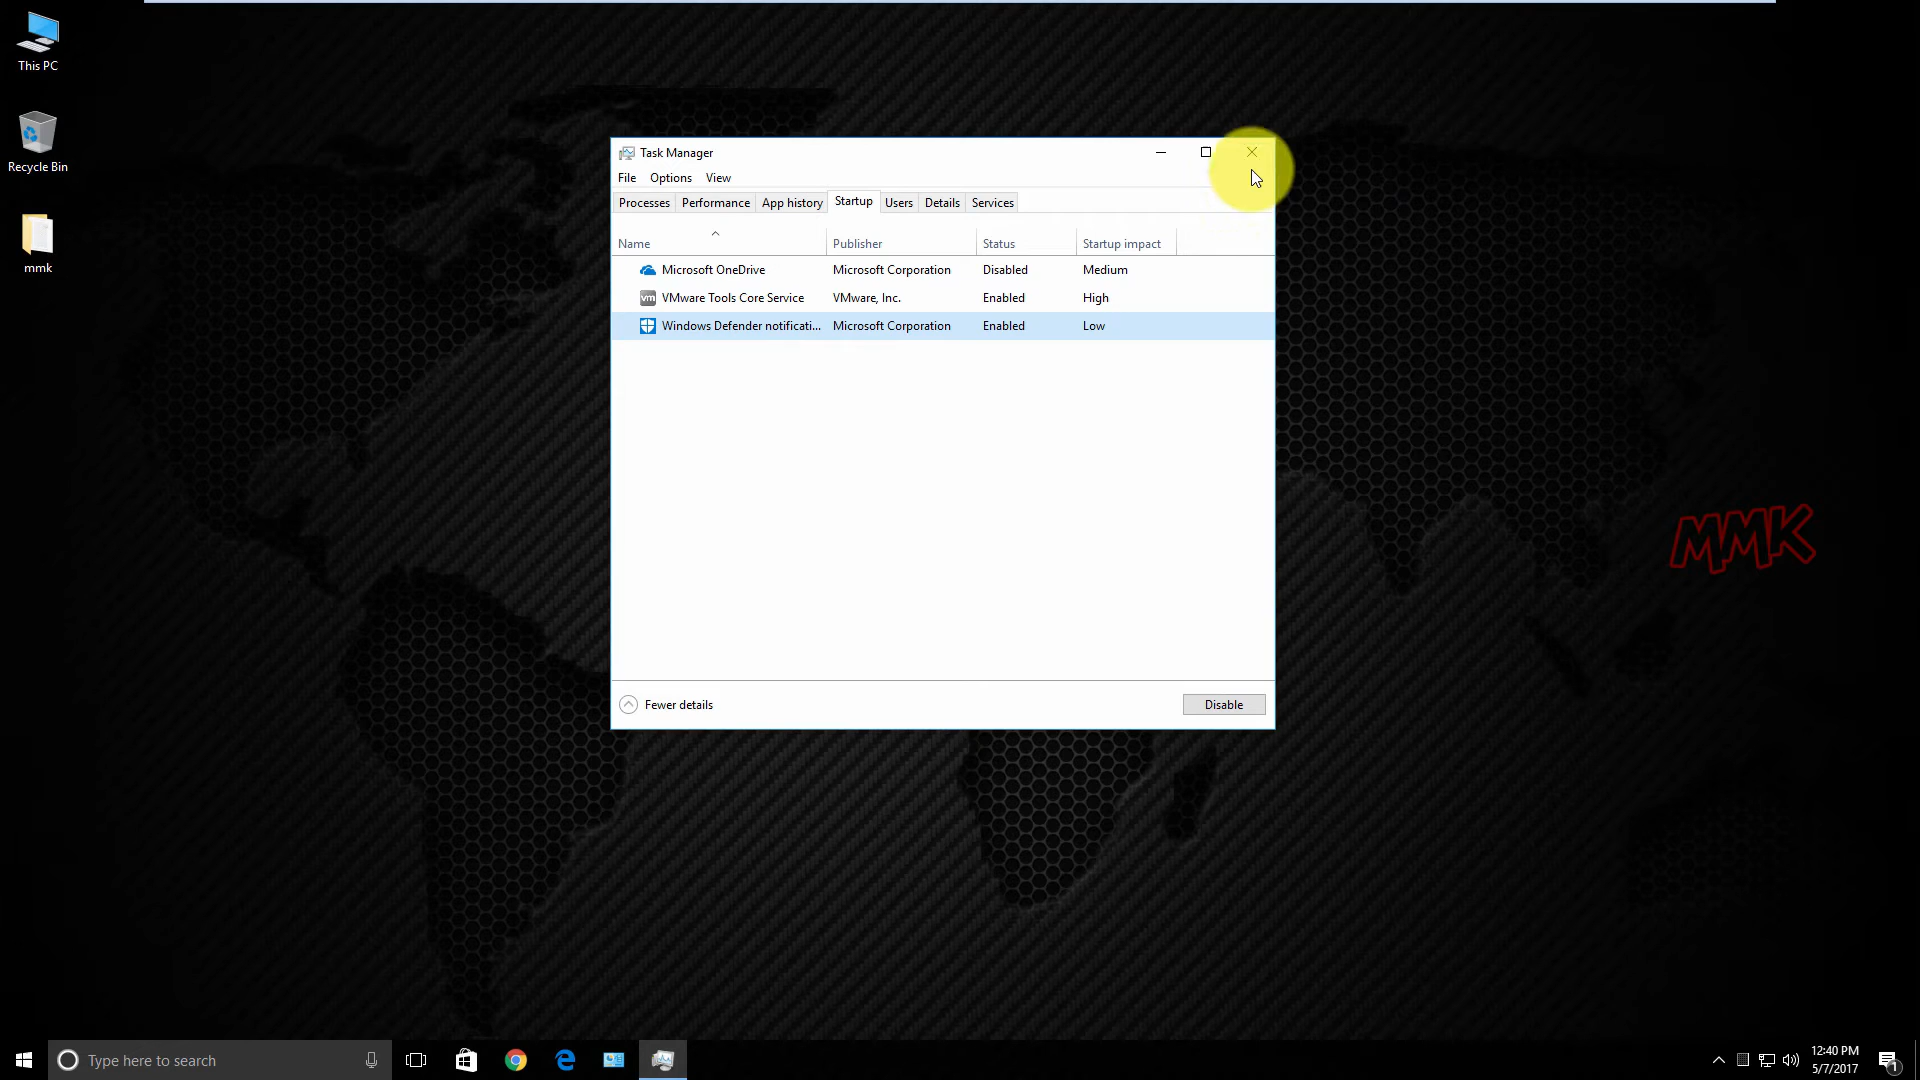 This PC
Recycle Bin
mmk
Task Manager
File Options View
Processes Performance App history Startup Users Details Services
Name Publisher Status Startup impact
Microsoft OneDrive Microsoft Corporation Disabled Medium
vm VMware Tools Core Service VMware, Inc. Enabled High
Windows Defender notificati... Microsoft Corporation Enabled Low
Fewer details Disable
MMK
Type here to search
12:40 PM
5/7/2017
1